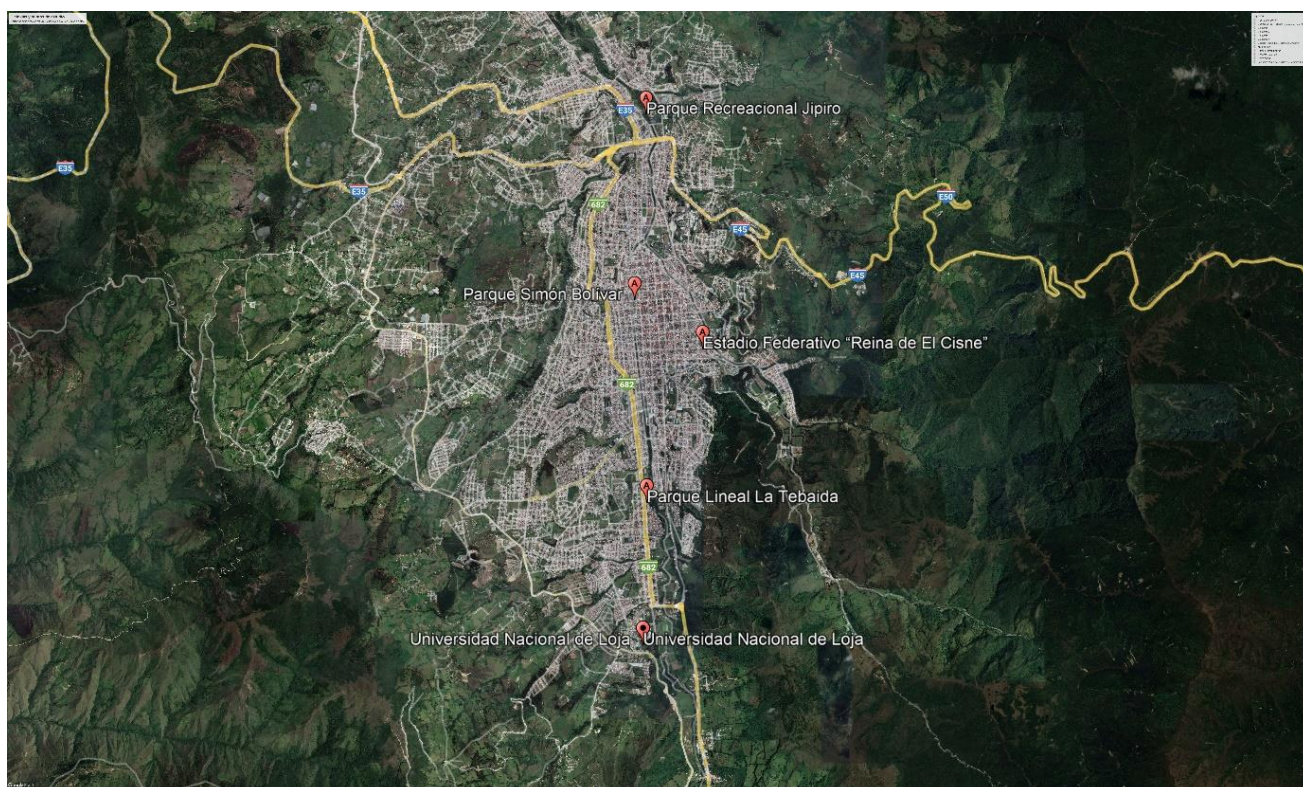 Parque Recreacional Jipiro
E35
E35
E35
E50
682
E45
E45
Parque Simón Bolívar
Estadio Federativo “Reina de El Cisne”
682
Parque Lineal La Tebaida
682
Universidad Nacional de Loja
Universidad Nacional de Loja